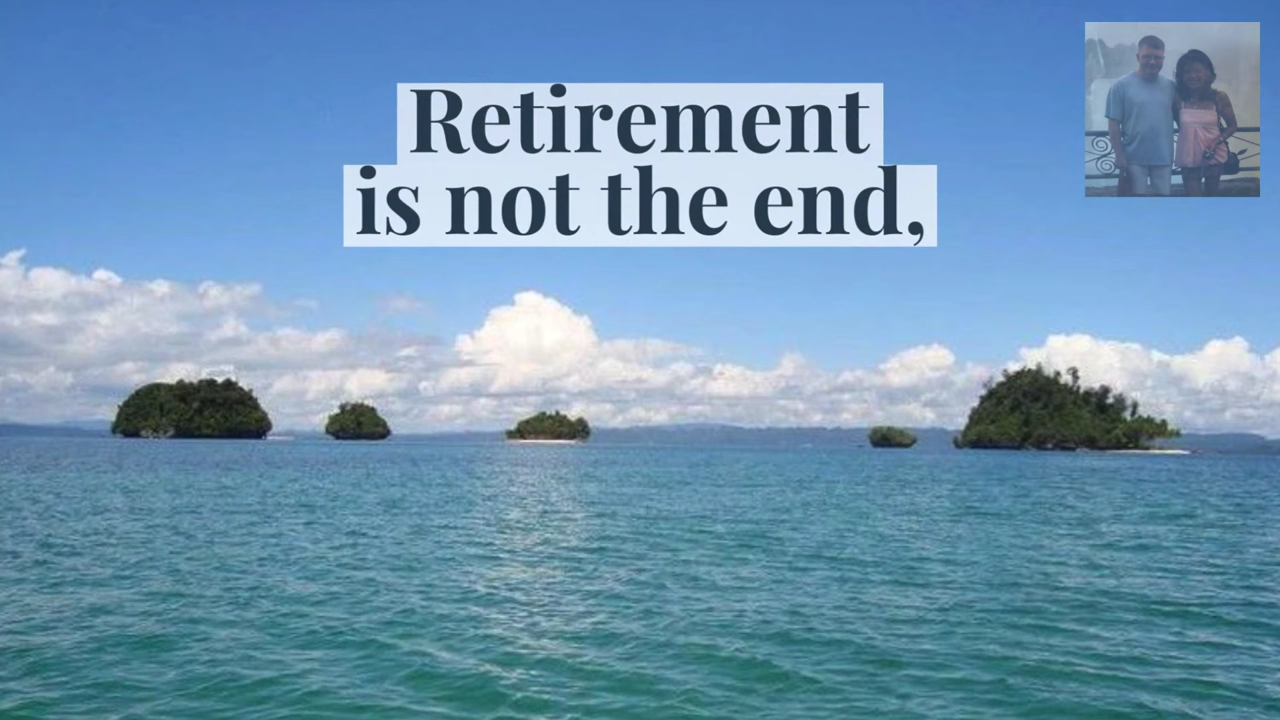 Retirement
is not the end,